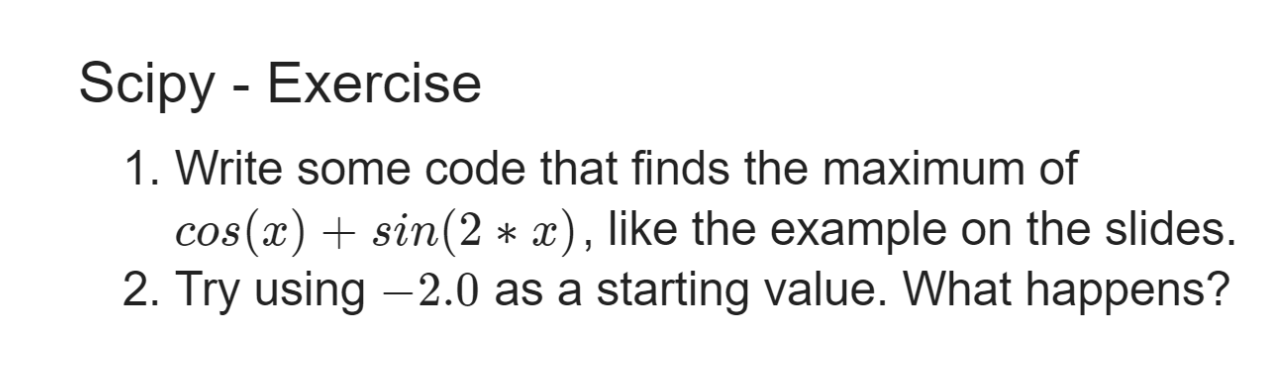 Scipy - Exercise
1. Write some code that finds the maximum of
cos(x) + sin(2 * x), like the example on the slides.
2. Try using −2.0 as a starting value. What happens?